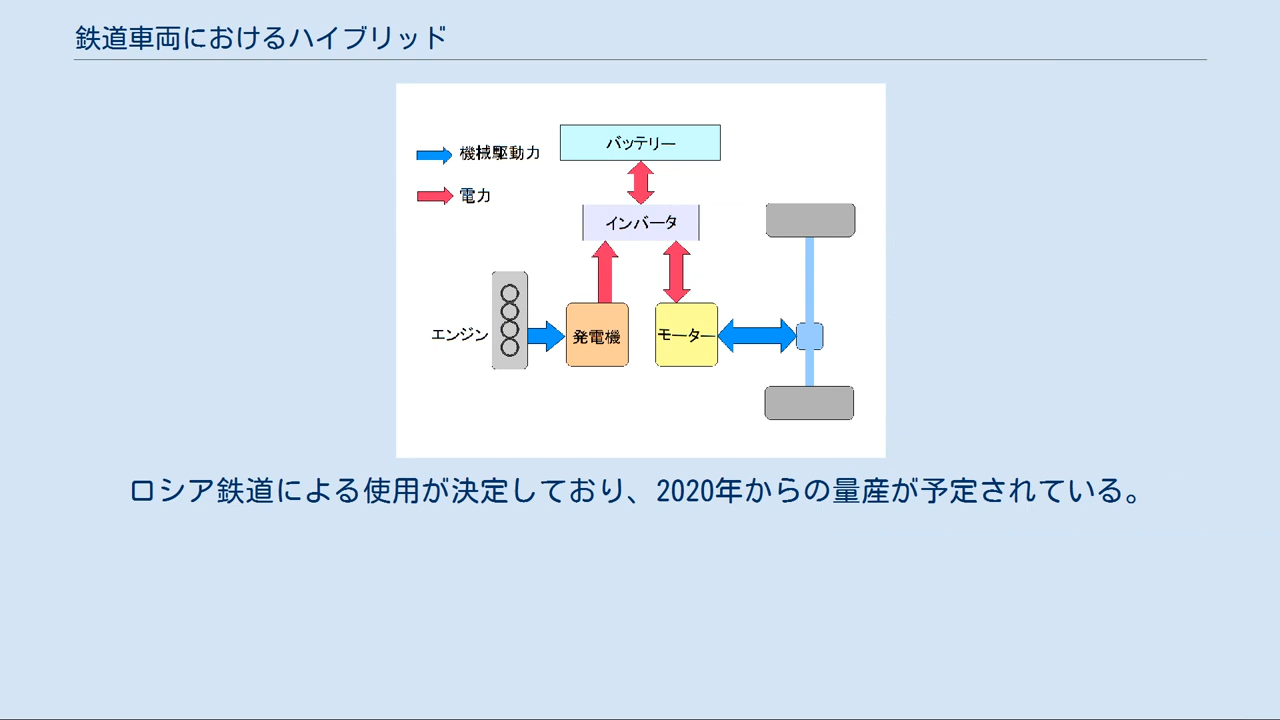 鉄道車両におけるハイブリッド
機械駆動力
電力
バッテリー
インバータ
エンジン
発電機
モーター
ロシア鉄道による使用が決定しており、2020年からの量産が予定されている。